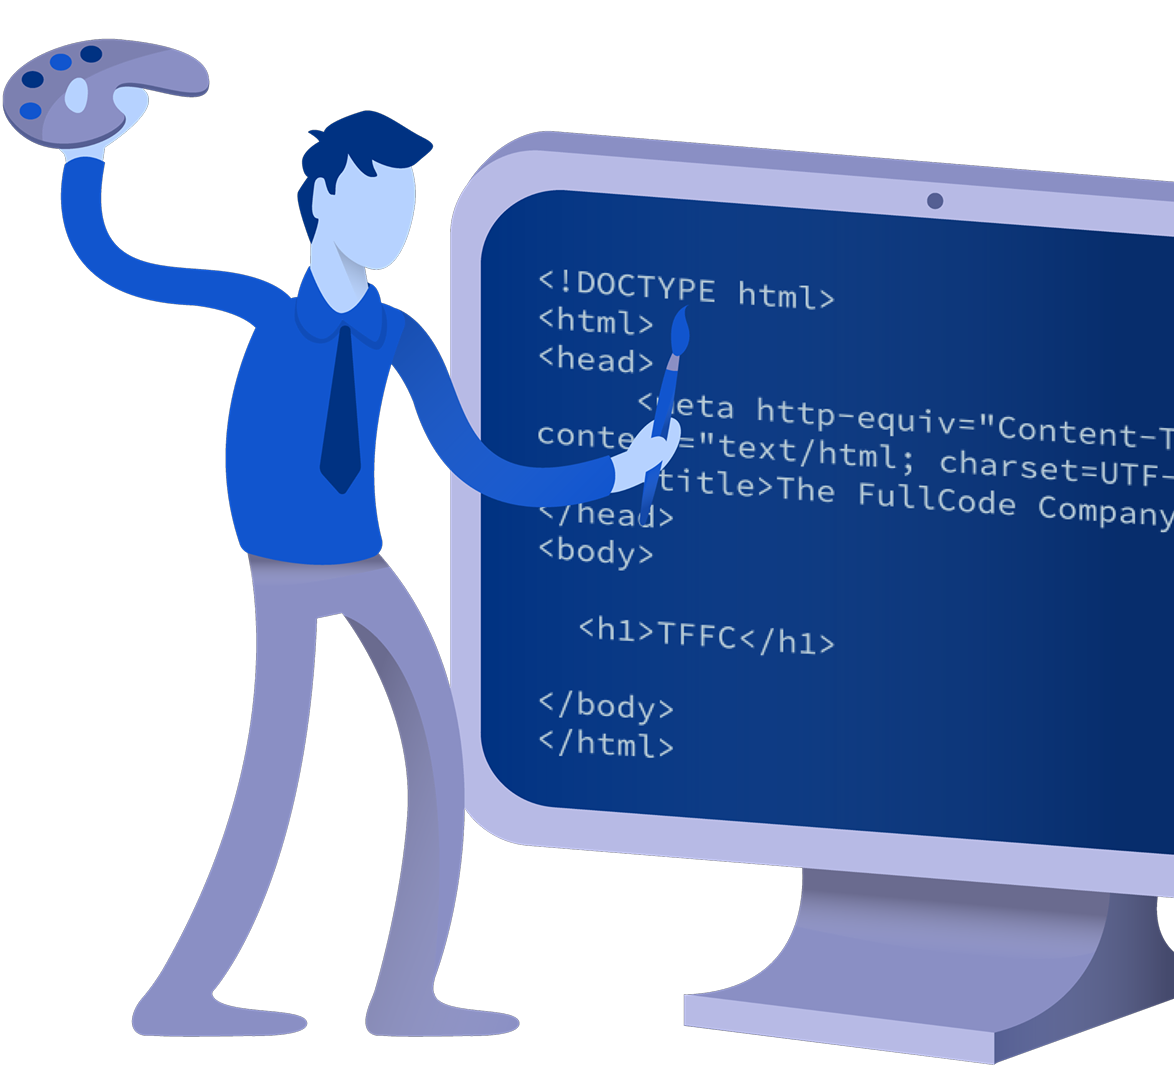 <!DOCTYPE html>
<html>
<head>
<meta http-equiv="Content-T
conte ="text/html; charset=UTF-
title>The FullCode Company
</head>
<body>
<h1>TFFC</h1>
</body>
</html>